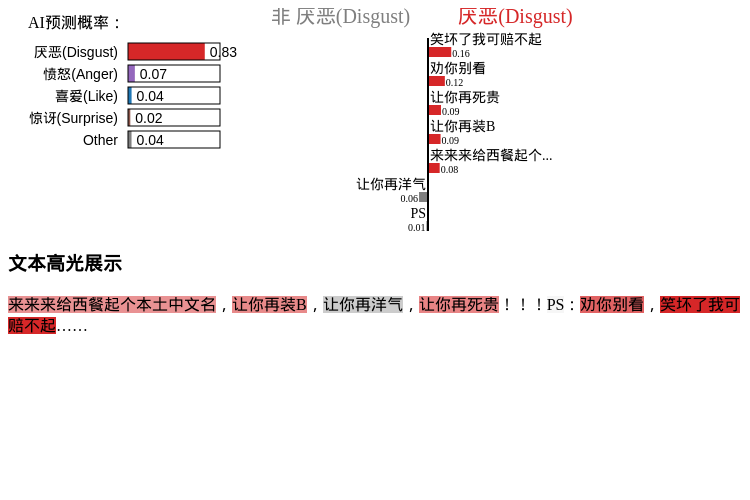 AI预测概率：
厌恶(Disgust) 0.83
愤怒(Anger) 0.07
喜爱(Like) 0.04
惊讶(Surprise) 0.02
Other 0.04
非 厌恶(Disgust) 厌恶(Disgust)
笑坏了我可赔不起
0.16
劝你别看
0.12
让你再死贵
0.09
让你再装B
0.09
来来来给西餐起个...
0.08
让你再洋气
0.06
PS
0.01
文本高光展示
来来来给西餐起个本土中文名，让你再装B，让你再洋气，让你再死贵！！！PS：劝你别看，笑坏了我可
赔不起……